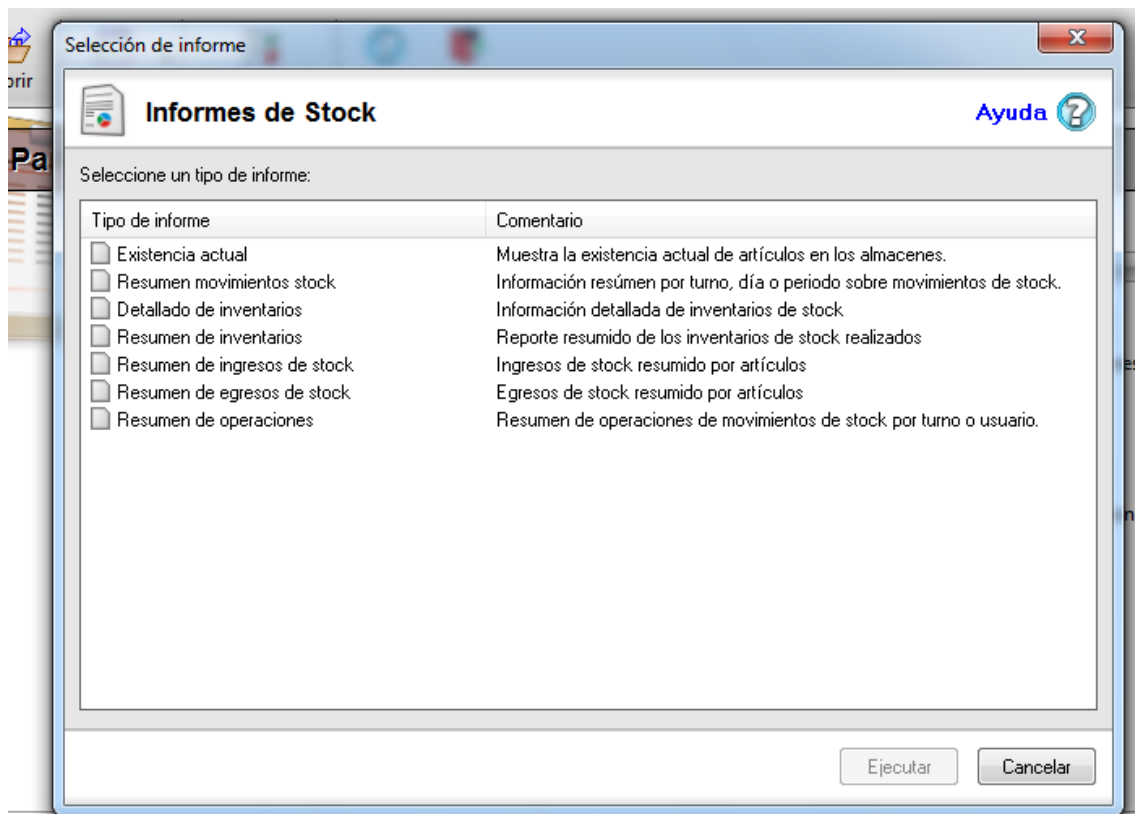 Selección de informe
Informes de Stock
Ayuda
Seleccione un tipo de informe:
Tipo de informe Comentario
Existencia actual Muestra la existencia actual de artículos en los almacenes.
Resumen movimientos stock Información resúmen por turno, día o periodo sobre movimientos de stock.
Detallado de inventarios Información detallada de inventarios de stock
Resumen de inventarios Reporte resumido de los inventarios de stock realizados
Resumen de ingresos de stock Ingresos de stock resumido por artículos
Resumen de egresos de stock Egresos de stock resumido por artículos
Resumen de operaciones Resumen de operaciones de movimientos de stock por turno o usuario.
Ejecutar Cancelar